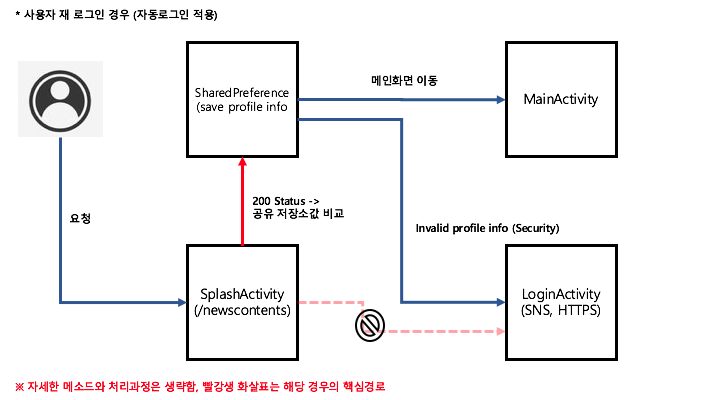 * 사용자 재 로그인 경우 (자동로그인 적용)
SharedPreference
(save profile info
메인화면 이동
MainActivity
200 Status ->
공유 저장소값 비교
요청
Invalid profile info (Security)
SplashActivity
(/newscontents)
LoginActivity
(SNS, HTTPS)
※ 자세한 메소드와 처리과정은 생략함, 빨강생 화살표는 해당 경우의 핵심경로